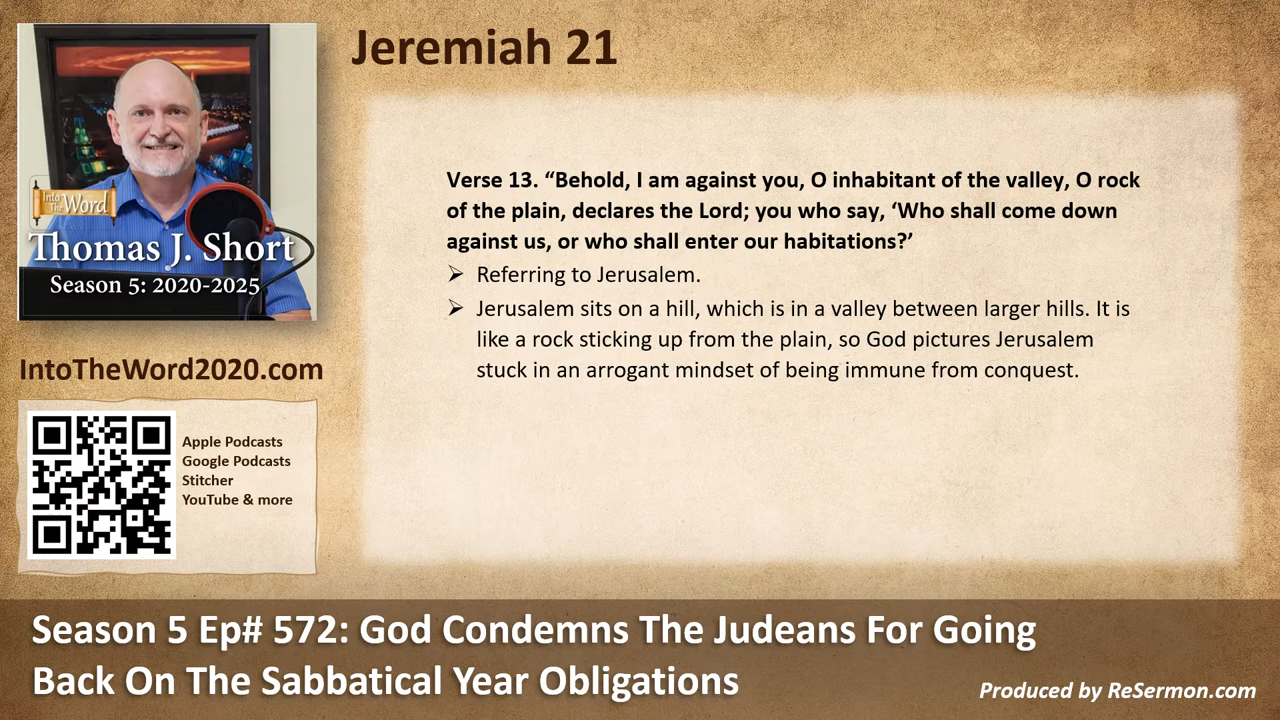 Jeremiah 21
Into
The Word
Thomas J. Short
Season 5: 2020-2025
IntoTheWord2020.com
Apple Podcasts
Google Podcasts
Stitcher
YouTube & more
Verse 13. “Behold, I am against you, O inhabitant of the valley, O rock
of the plain, declares the Lord; you who say, ‘Who shall come down
against us, or who shall enter our habitations?’
➢ Referring to Jerusalem.
➢ Jerusalem sits on a hill, which is in a valley between larger hills. It is
like a rock sticking up from the plain, so God pictures Jerusalem
stuck in an arrogant mindset of being immune from conquest.
Season 5 Ep# 572: God Condemns The Judeans For Going
Back On The Sabbatical Year Obligations
Produced by ReSermon.com